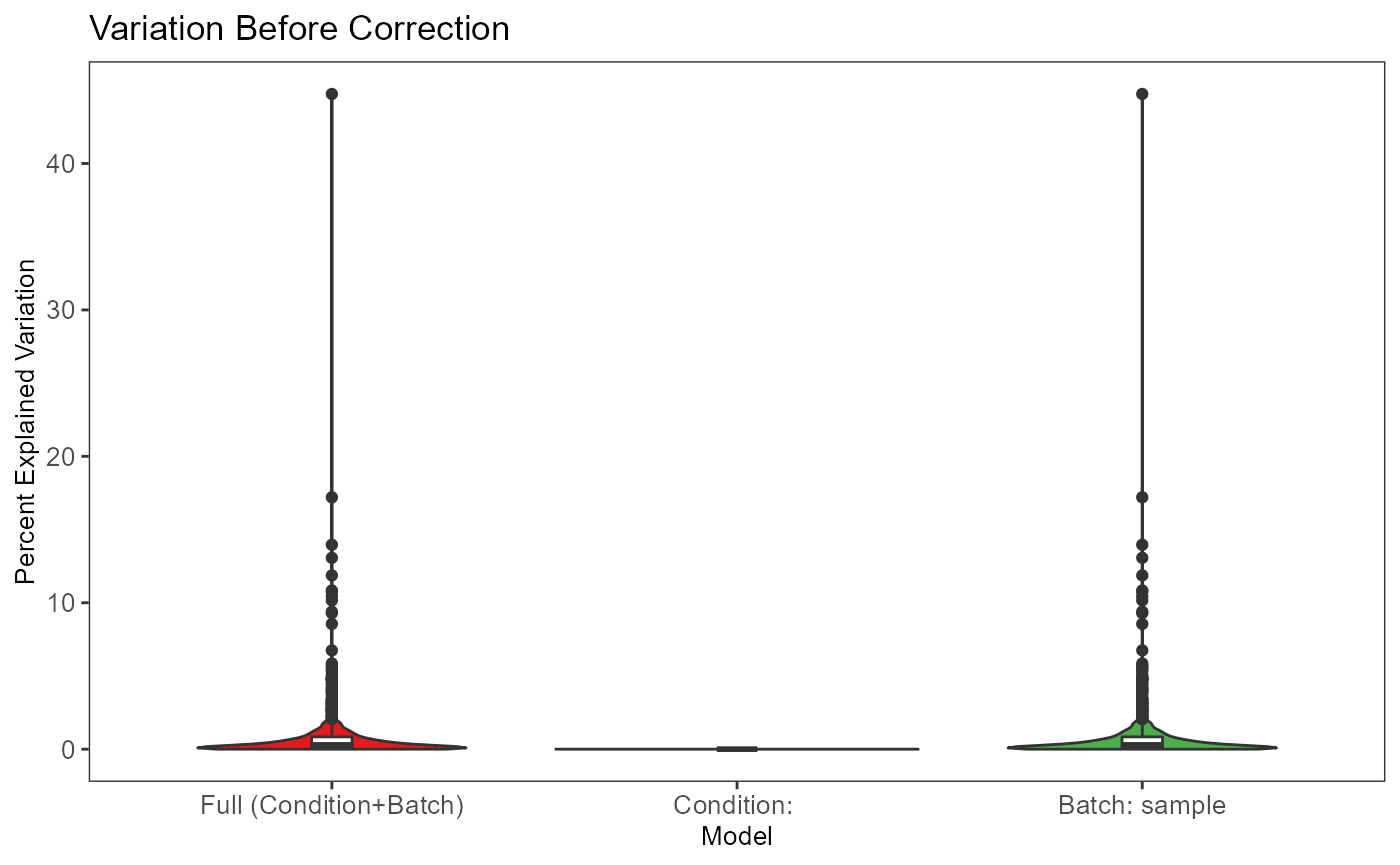 Variation Before Correction
Percent Explained Variation
40
30
20
10
0
Full (Condition+Batch)
Condition:
Batch: sample
Model